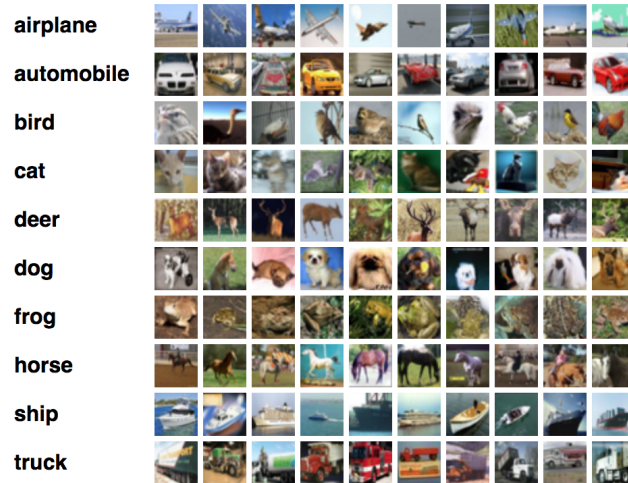 airplane
automobile
bird
cat
deer
dog
frog
horse
ship
truck